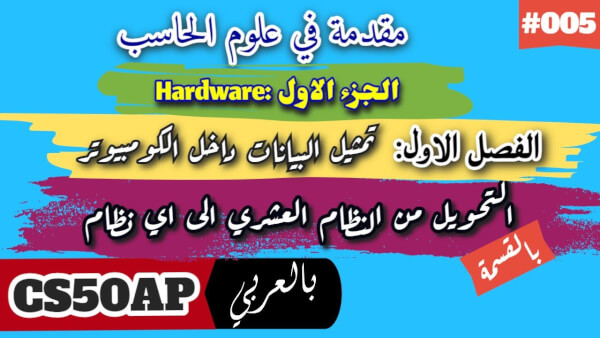 #005
مقدمة في علوم الحاسب
الجزء الاول :Hardware
الفصل الاول: تمثيل البيانات داخل الكومبيوتر
التحويل من النظام العشري الى اي نظام
بالقسمة
CS50AP بالعربي